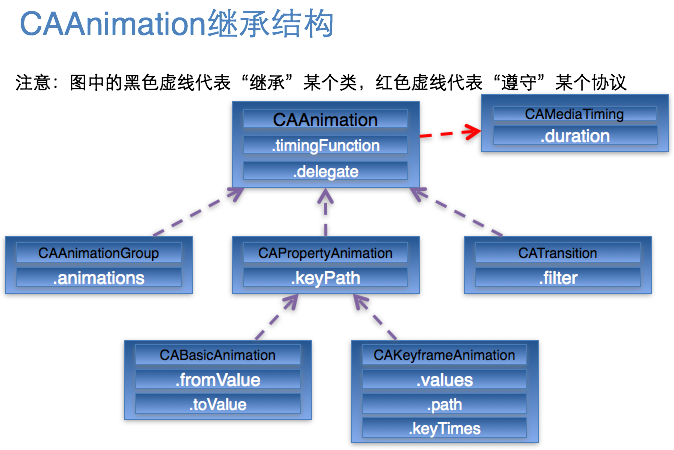 CAAnimation继承结构
注意：图中的黑色虚线代表“继承”某个类，红色虚线代表“遵守”某个协议
CAAnimation
.timingFunction
.delegate
CAMediaTiming
.duration
CAAnimationGroup
.animations
CAPropertyAnimation
.keyPath
CATransition
.filter
CABasicAnimation
.fromValue
.toValue
CAKeyframeAnimation
.values
.path
.keyTimes